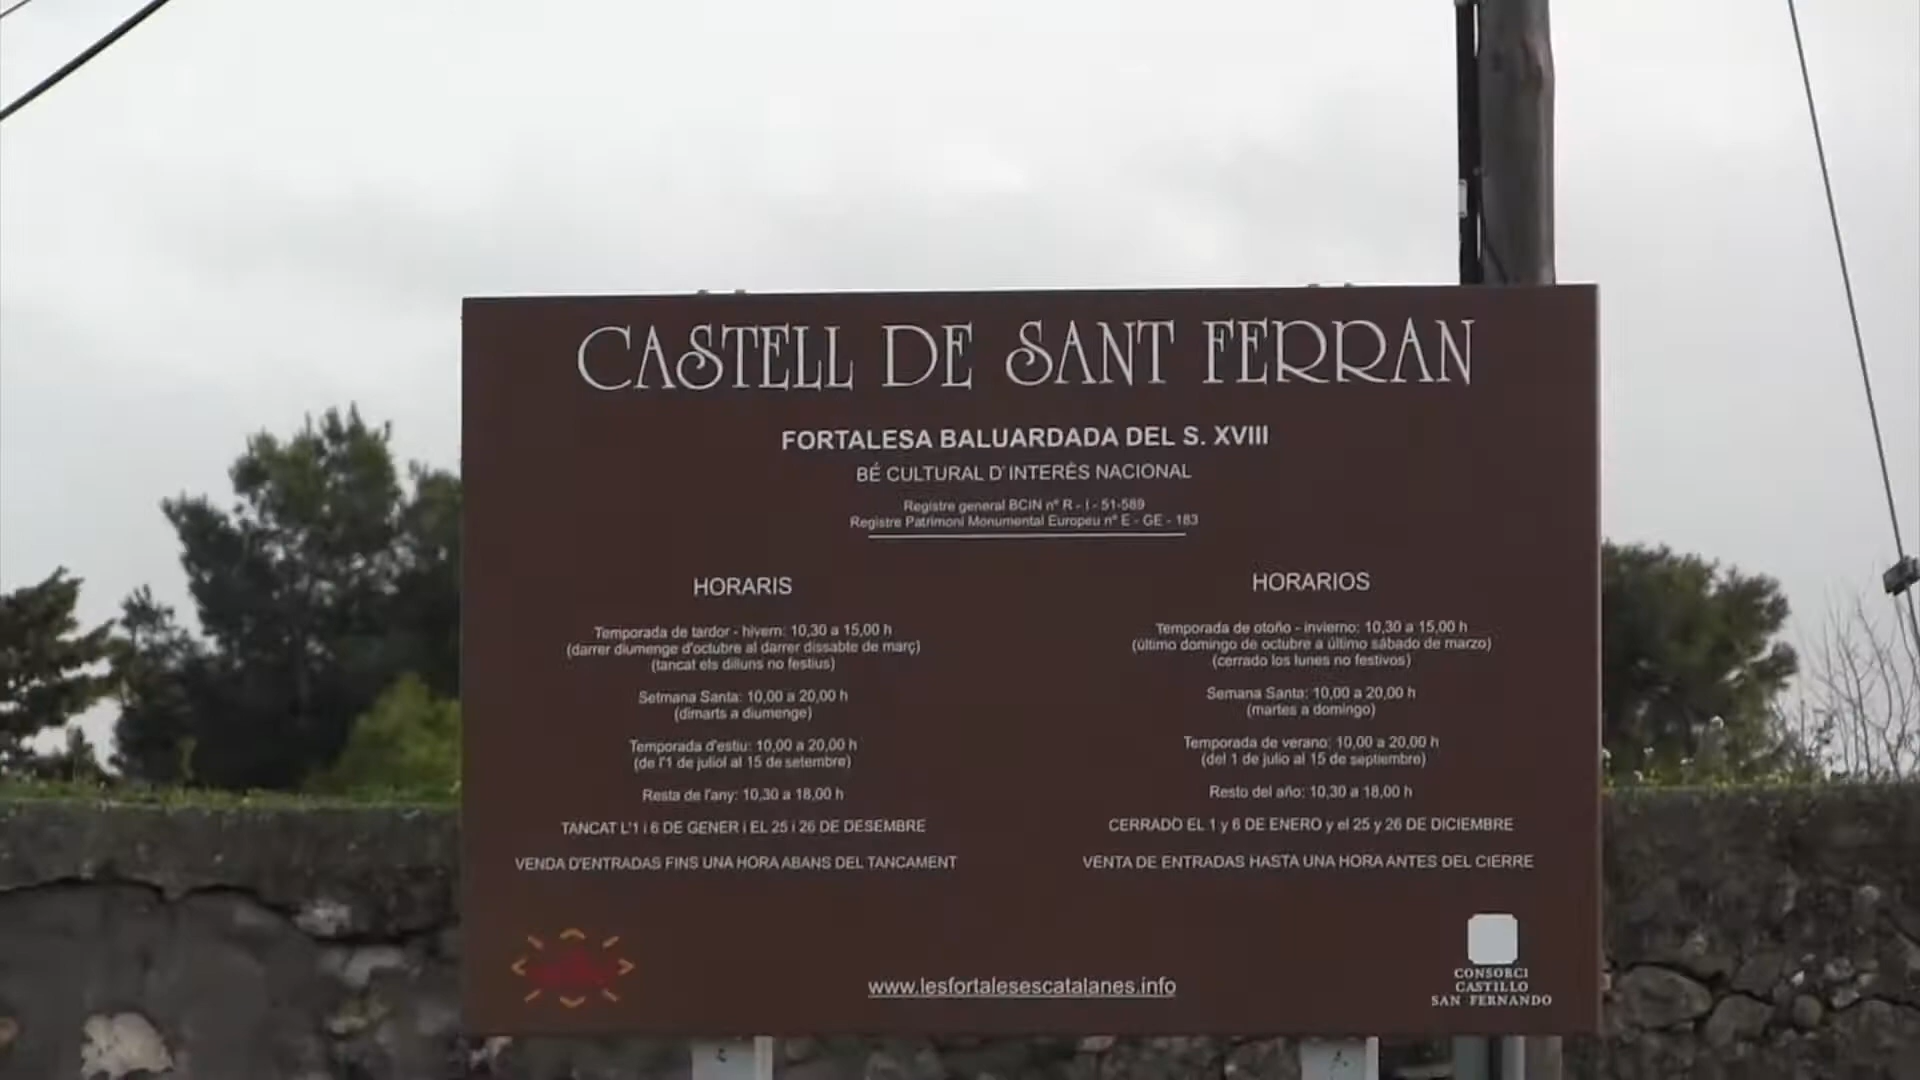 CASTELL DE SANT FERRAN
FORTALESA BALUARDADA DEL S. XVIII
BÉ CULTURAL D'INTERÈS NACIONAL
Registre general BCIN nº R - I - 51-589
Registre Patrimoni Monumental Europeu nº E - GE - 183
HORARIS
Temporada de tardor - hivern: 10,30 a 15,00 h
(darrer diumenge d'octubre al darrer dissabte de març)
(tancat els dilluns no festius)
Setmana Santa: 10,00 a 20,00 h
(dimarts a diumenge)
Temporada d'estiu: 10,00 a 20,00 h
(de l'1 de juliol al 15 de setembre)
Resta de l'any: 10,30 a 18,00 h
TANCAT L'1 i 6 DE GENER i EL 25 i 26 DE DESEMBRE
VENDA D'ENTRADAS FINS UNA HORA ABANS DEL TANCAMENT
HORARIOS
Temporada de otoño - invierno: 10,30 a 15,00 h
(último domingo de octubre a último sábado de marzo)
(cerrado los lunes no festivos)
Semana Santa: 10,00 a 20,00 h
(martes a domingo)
Temporada de verano: 10,00 a 20,00 h
(del 1 de julio al 15 de septiembre)
Resto del año: 10,30 a 18,00 h
CERRADO EL 1 y 6 DE ENERO y el 25 y 26 DE DICIEMBRE
VENTA DE ENTRADAS HASTA UNA HORA ANTES DEL CIERRE
www.lesfortalesescatalanes.info
CONSORCI
CASTILLO
SAN FERNANDO